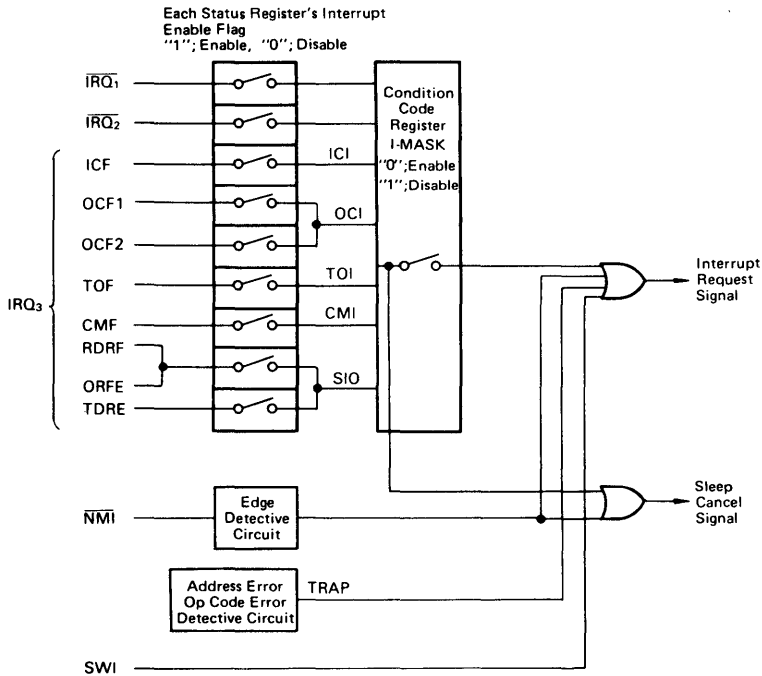 Each Status Register's Interrupt
Enable Flag
"1"; Enable, "0"; Disable
IRQ1
IRQ2
ICF
OCF1
OCF2
TOF
IRQ3
CMF
RDRF
ORFE
TDRE
ICI
OCI
TOI
CMI
SIO
Condition
Code
Register
I-MASK
"0";Enable
"1";Disable
Interrupt
Request
Signal
Sleep
Cancel
Signal
NMI
Edge
Detective
Circuit
Address Error
Op Code Error
Detective Circuit
TRAP
SWI